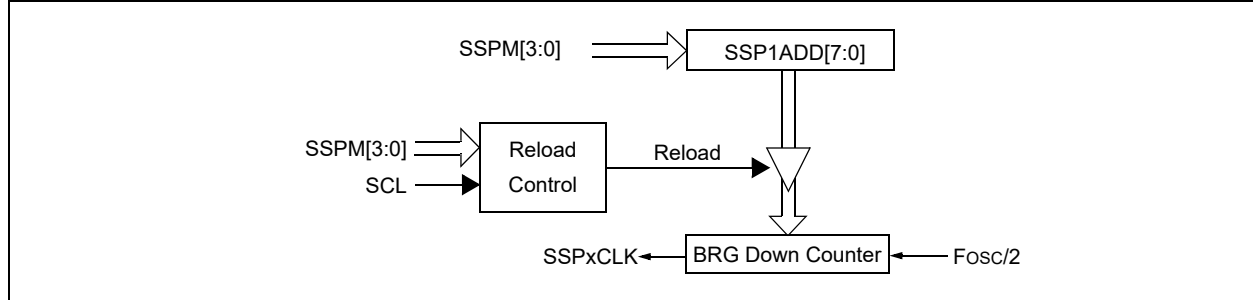 SSPM[3:0]
SSP1ADD[7:0]
SSPM[3:0]
SCL
Reload
Control
Reload
SSPxCLK
BRG Down Counter
FOSC/2